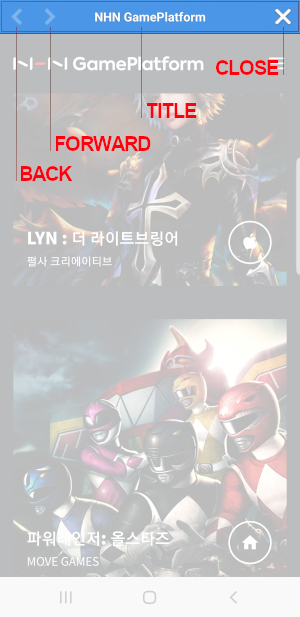 NHN GamePlatform
CLOSE
NHN GamePlatform
TITLE
FORWARD
BACK
LYN : 더 라이트브링어
펄사 크리에이티브
파워레인저: 올스타즈
MOVE GAMES